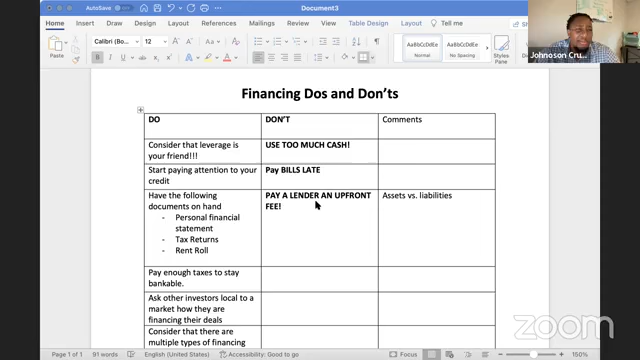 AutoSave
Document3
Home Insert Draw Design Layout References Mailings Review View Table Design Layout Tell me
Share
Paste
Calibri (Bo... 12
AaBbCcDdEe
Normal
AaBbCcDdEe
No Spacing
Styles
Pane
Johnoson Cru...
Financing Dos and Don'ts
DO DON'T Comments
Consider that leverage is
your friend!!!
USE TOO MUCH CASH!
Start paying attention to your
credit
Pay BILLS LATE
Have the following
documents on hand
- Personal financial
statement
- Tax Returns
- Rent Roll
PAY A LENDER AN UPFRONT
FEE!
Assets vs. liabilities
Pay enough taxes to stay
bankable.
Ask other investors local to a
market how they are
financing their deals
Consider that there are
multiple types of financing
zoom
Page 1 of 1 91 words English (United States) Accessibility: Good to go Focus 150%